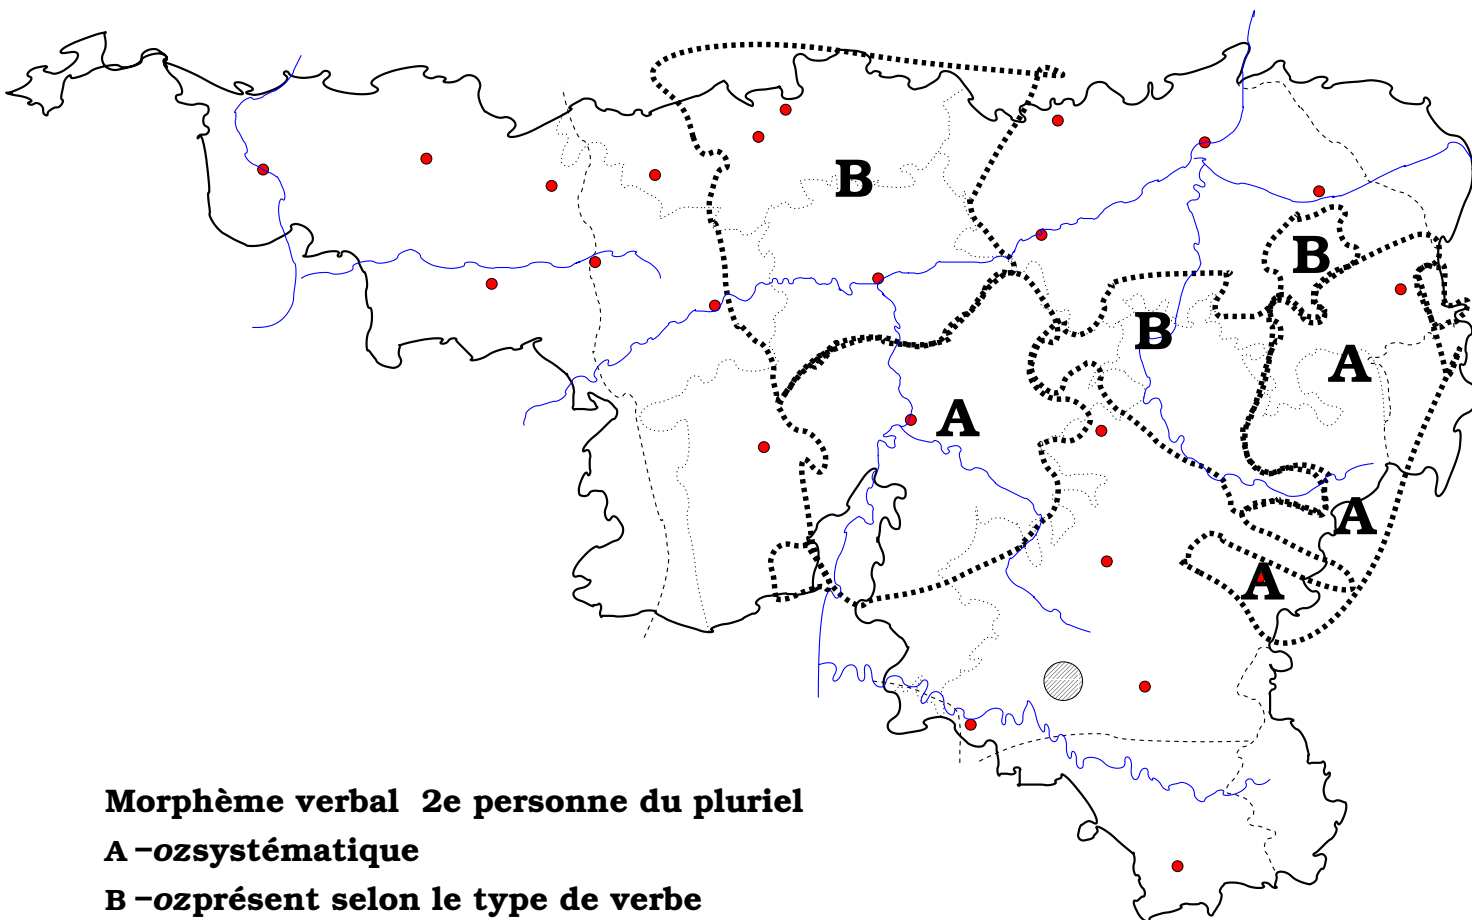 B
B
B
A
A
A
A
Morphème verbal 2e personne du pluriel
A –ozsystématique
B –ozprésent selon le type de verbe